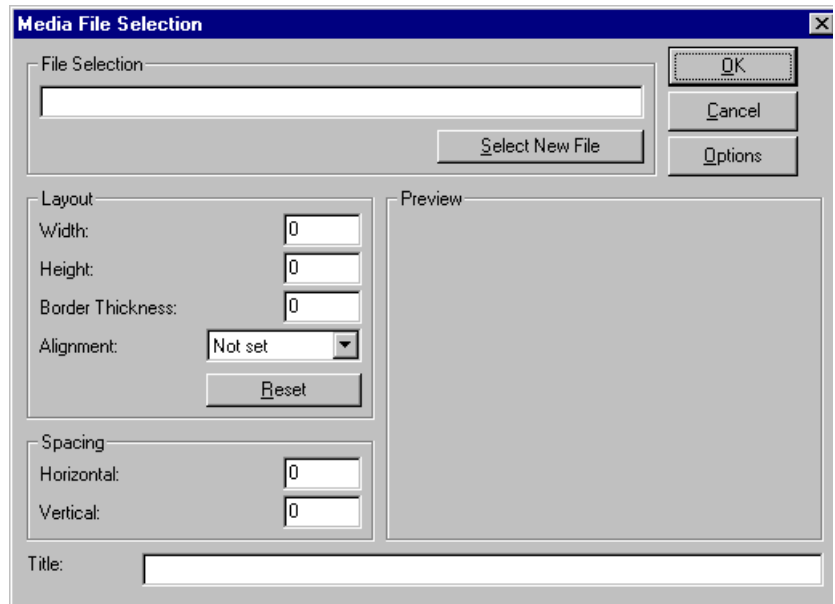 Media File Selection
File Selection
OK
Cancel
Select New File
Options
Layout
Preview
Width: 0
Height: 0
Border Thickness: 0
Alignment: Not set
Reset
Spacing
Horizontal: 0
Vertical: 0
Title: